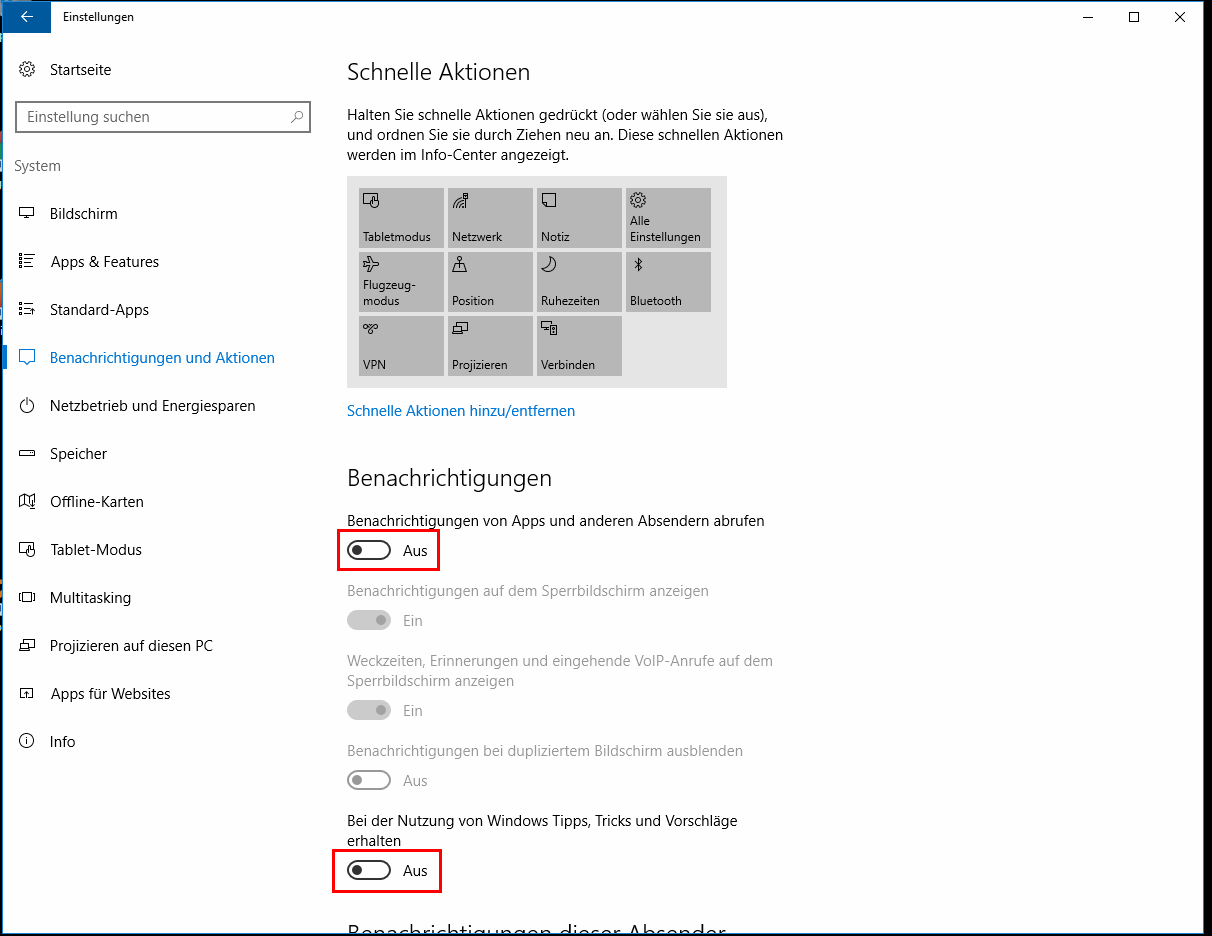 Einstellungen
Startseite
Einstellung suchen
System
Bildschirm
Apps & Features
Standard-Apps
Benachrichtigungen und Aktionen
Netzbetrieb und Energiesparen
Speicher
Offline-Karten
Tablet-Modus
Multitasking
Projizieren auf diesen PC
Apps für Websites
Info
Schnelle Aktionen
Halten Sie schnelle Aktionen gedrückt (oder wählen Sie sie aus),
und ordnen Sie sie durch Ziehen neu an. Diese schnellen Aktionen
werden im Info-Center angezeigt.
Tabletmodus
Netzwerk
Notiz
Alle
Einstellungen
Flugzeug-
modus
Position
Ruhezeiten
Bluetooth
VPN
Projizieren
Verbinden
Schnelle Aktionen hinzu/entfernen
Benachrichtigungen
Benachrichtigungen von Apps und anderen Absendern abrufen
Aus
Benachrichtigungen auf dem Sperrbildschirm anzeigen
Ein
Weckzeiten, Erinnerungen und eingehende VoIP-Anrufe auf dem
Sperrbildschirm anzeigen
Ein
Benachrichtigungen bei dupliziertem Bildschirm ausblenden
Aus
Bei der Nutzung von Windows Tipps, Tricks und Vorschläge
erhalten
Aus
Benachrichtigungen dieser Absender